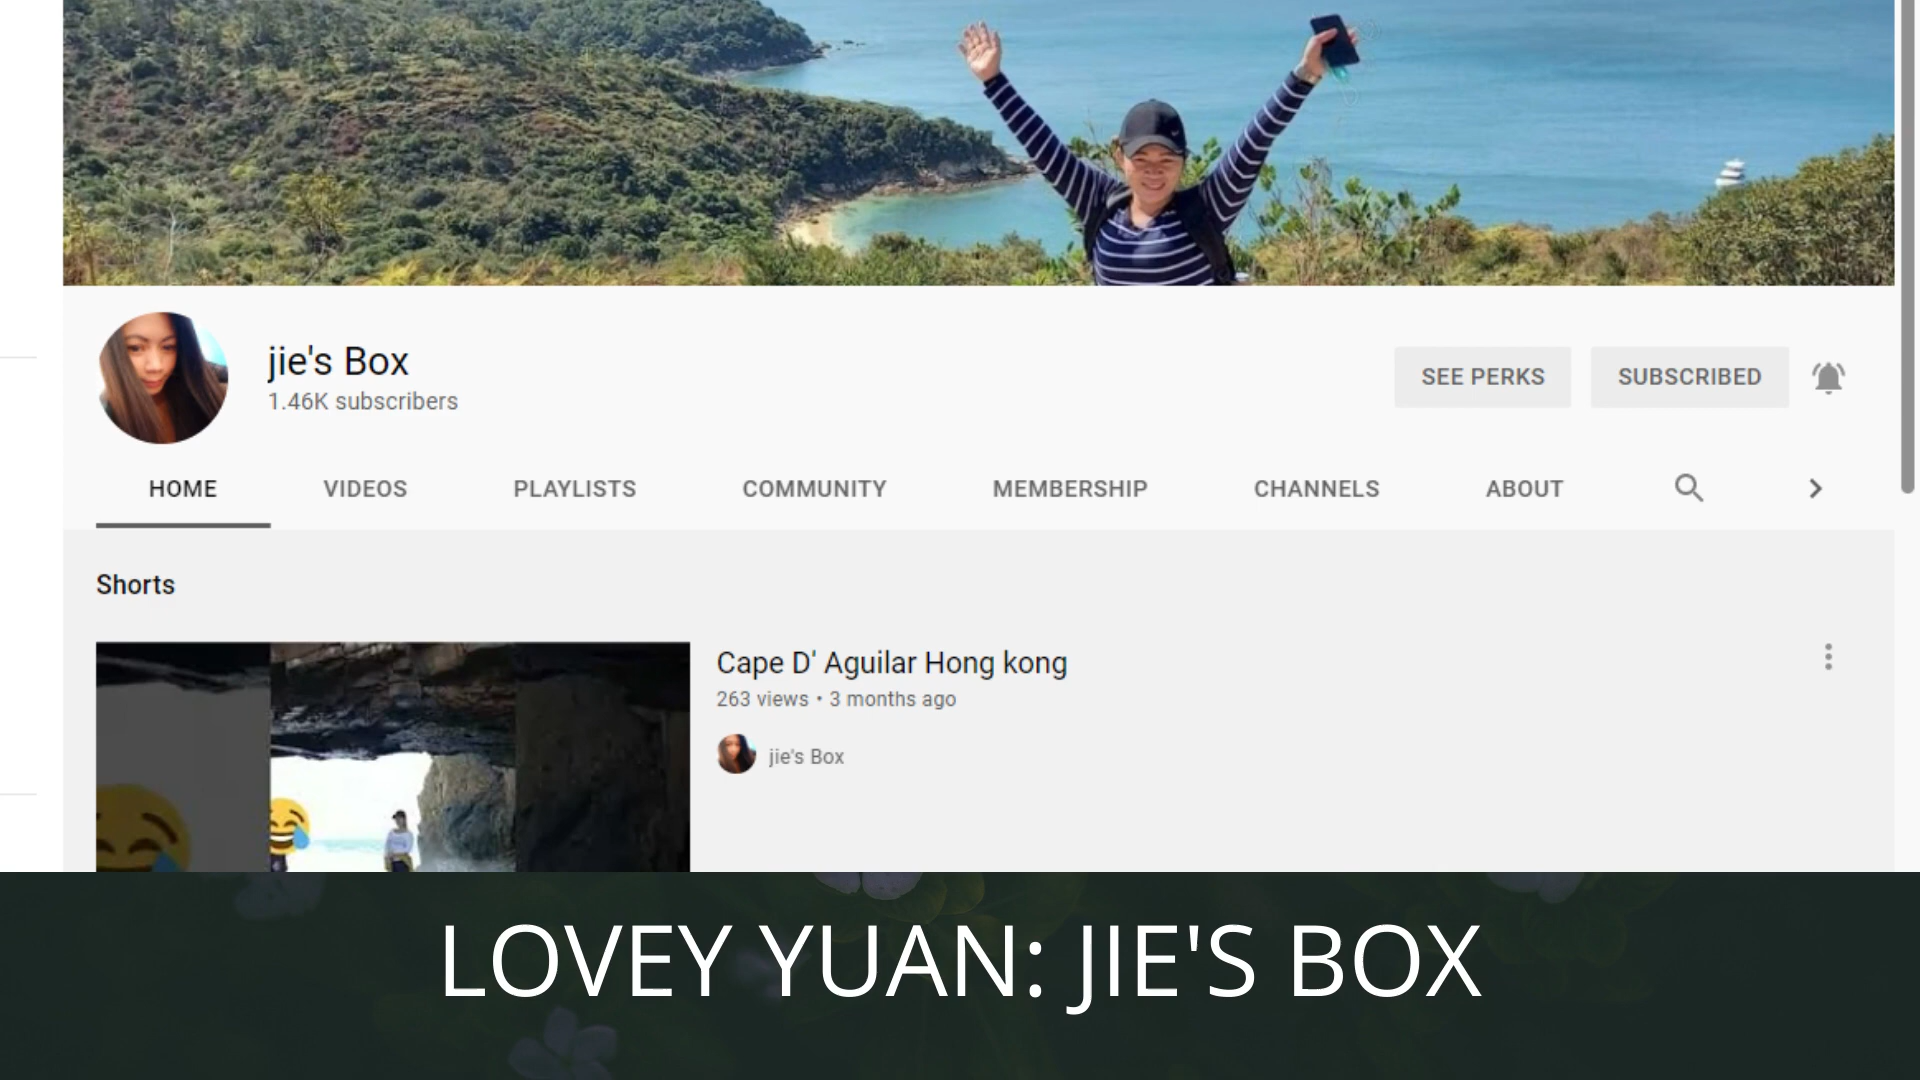 jie's Box
1.46K subscribers
SEE PERKS
SUBSCRIBED
HOME
VIDEOS
PLAYLISTS
COMMUNITY
MEMBERSHIP
CHANNELS
ABOUT
Shorts
Cape D' Aguilar Hong kong
263 views • 3 months ago
jie's Box
LOVEY YUAN: JIE'S BOX